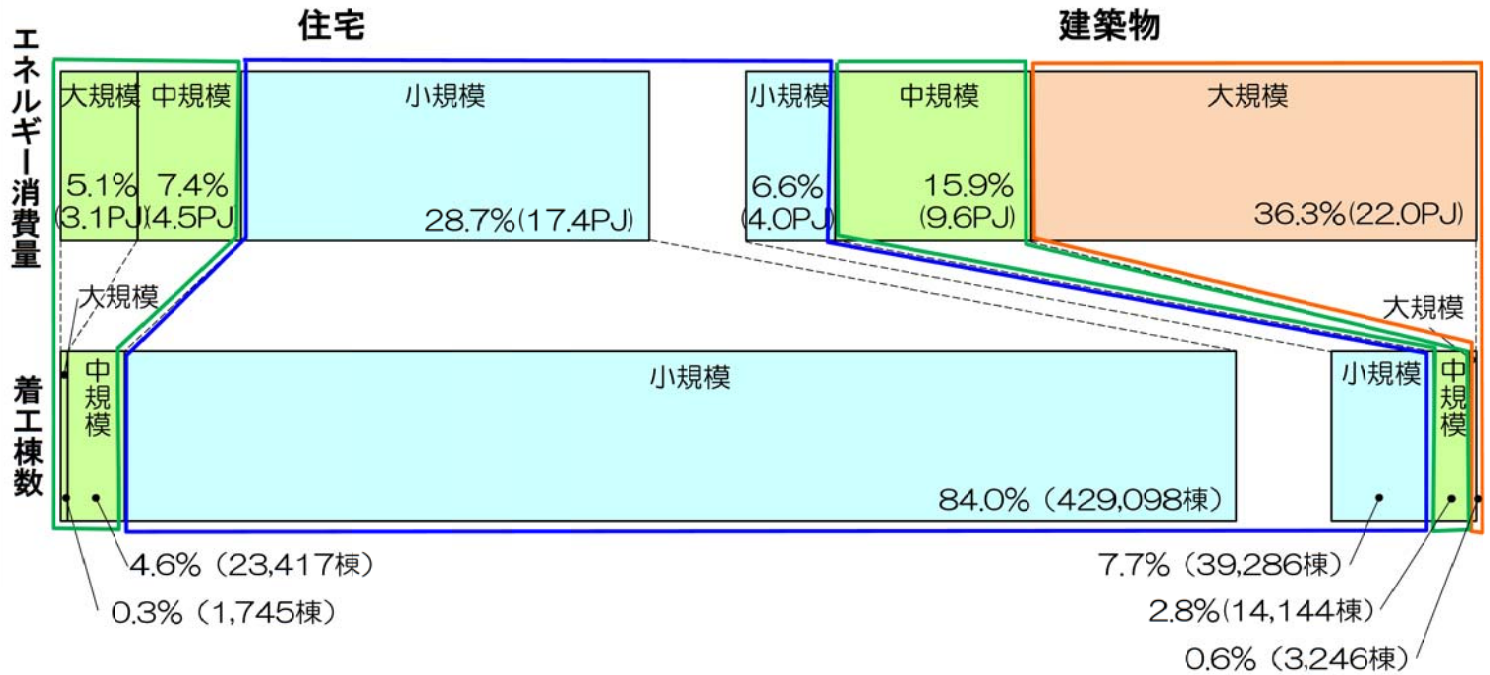 住宅
建築物
エネルギー消費量
大規模
中規模
小規模
小規模
中規模
大規模
5.1%
(3.1PJ)
7.4%
(4.5PJ)
28.7%(17.4PJ)
6.6%
(4.0PJ)
15.9%
(9.6PJ)
36.3%(22.0PJ)
大規模
大規模
着工棟数
中規模
小規模
小規模
中規模
84.0%（429,098棟）
4.6%（23,417棟）
0.3%（1,745棟）
7.7%（39,286棟）
2.8%(14,144棟）
0.6%（3,246棟）